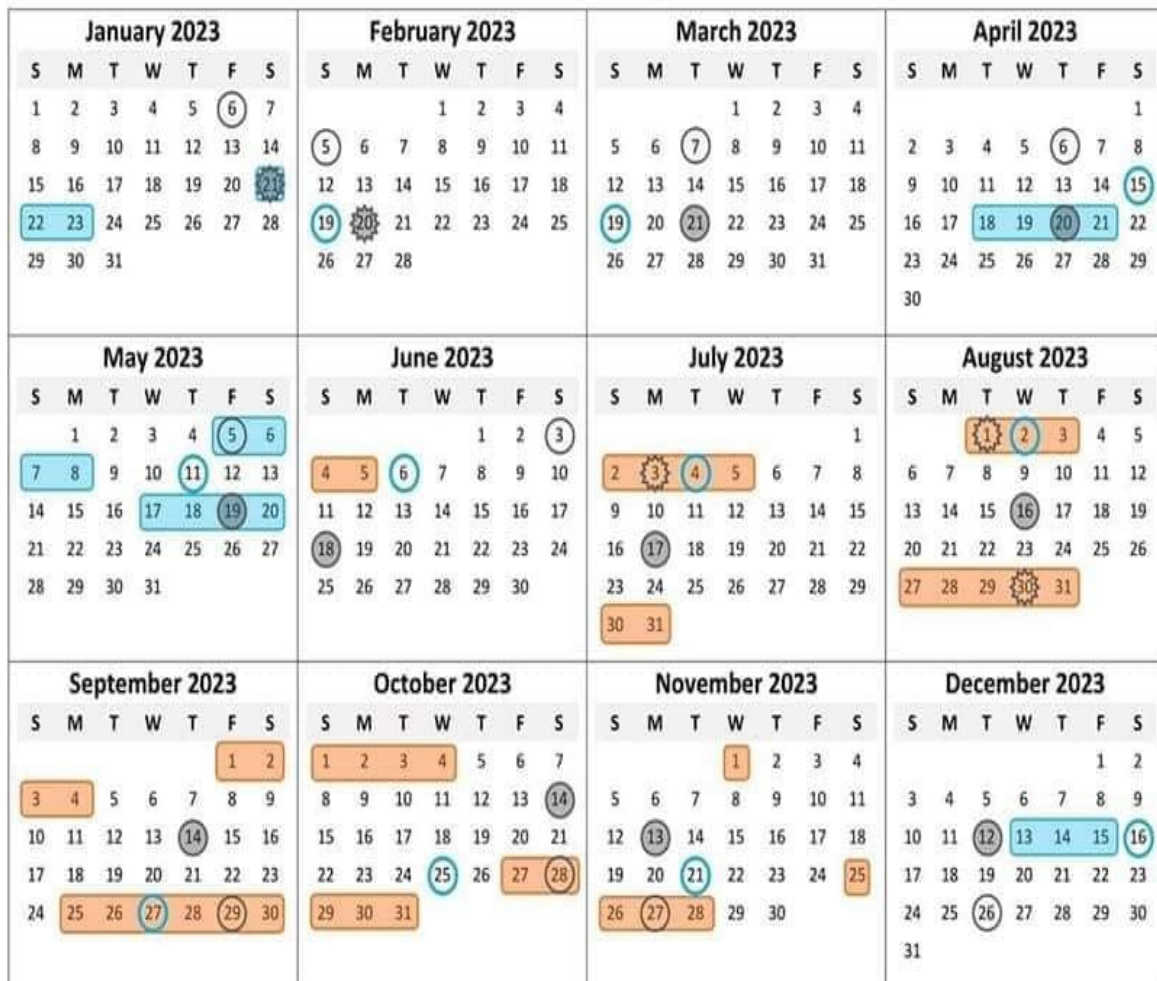 January 2023
S M T W T F S
1 2 3 4 5 6 7
8 9 10 11 12 13 14
15 16 17 18 19 20 21
22 23 24 25 26 27 28
29 30 31
February 2023
S M T W T F S
1 2 3 4
5 6 7 8 9 10 11
12 13 14 15 16 17 18
19 20 21 22 23 24 25
26 27 28
March 2023
S M T W T F S
1 2 3 4
5 6 7 8 9 10 11
12 13 14 15 16 17 18
19 20 21 22 23 24 25
26 27 28 29 30 31
April 2023
S M T W T F S
1
2 3 4 5 6 7 8
9 10 11 12 13 14 15
16 17 18 19 20 21 22
23 24 25 26 27 28 29
30
May 2023
S M T W T F S
1 2 3 4 5 6
7 8 9 10 11 12 13
14 15 16 17 18 19 20
21 22 23 24 25 26 27
28 29 30 31
June 2023
S M T W T F S
1 2 3
4 5 6 7 8 9 10
11 12 13 14 15 16 17
18 19 20 21 22 23 24
25 26 27 28 29 30
July 2023
S M T W T F S
1
2 3 4 5 6 7 8
9 10 11 12 13 14 15
16 17 18 19 20 21 22
23 24 25 26 27 28 29
30 31
August 2023
S M T W T F S
1 2 3 4 5
6 7 8 9 10 11 12
13 14 15 16 17 18 19
20 21 22 23 24 25 26
27 28 29 30 31
September 2023
S M T W T F S
1 2
3 4 5 6 7 8 9
10 11 12 13 14 15 16
17 18 19 20 21 22 23
24 25 26 27 28 29 30
October 2023
S M T W T F S
1 2 3 4 5 6 7
8 9 10 11 12 13 14
15 16 17 18 19 20 21
22 23 24 25 26 27 28
29 30 31
November 2023
S M T W T F S
1 2 3 4
5 6 7 8 9 10 11
12 13 14 15 16 17 18
19 20 21 22 23 24 25
26 27 28 29 30
December 2023
S M T W T F S
1 2
3 4 5 6 7 8 9
10 11 12 13 14 15 16
17 18 19 20 21 22 23
24 25 26 27 28 29 30
31